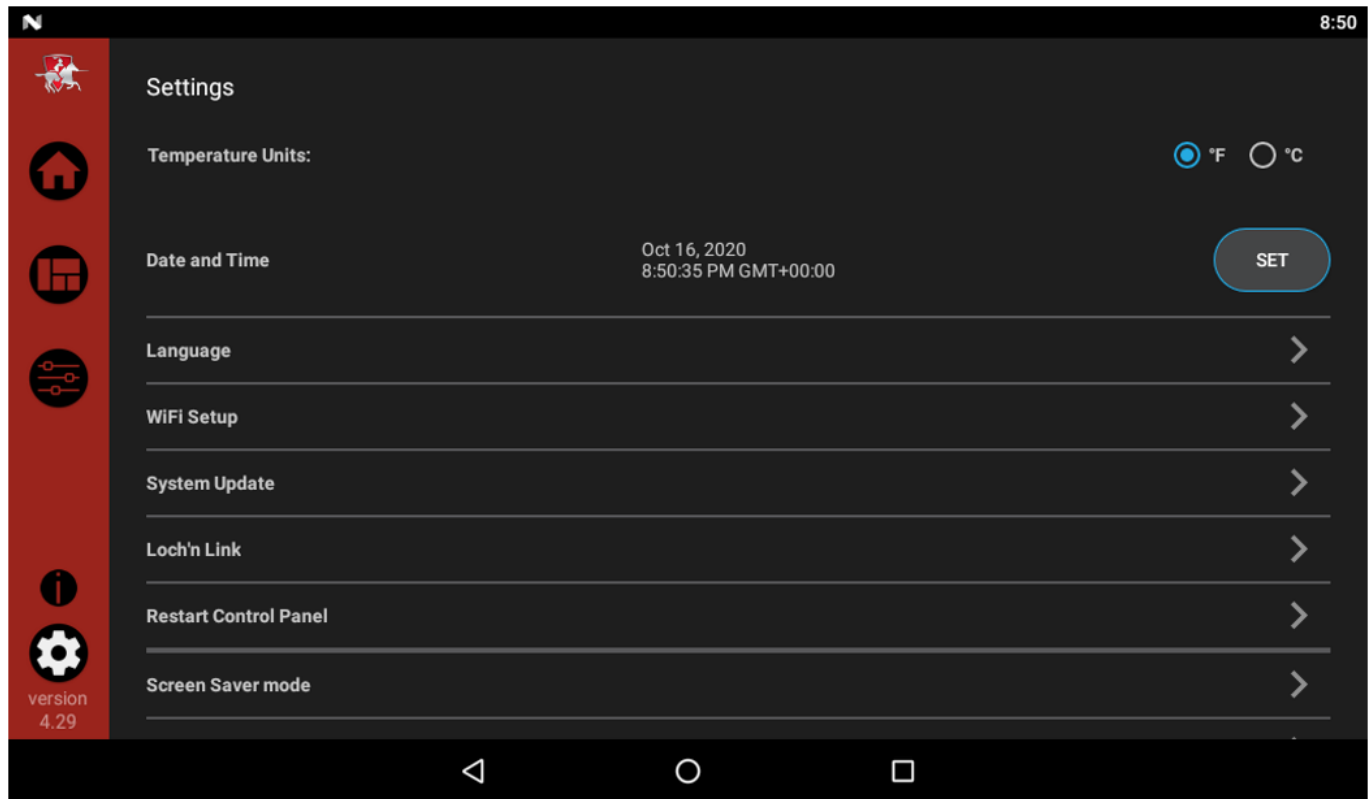 8:50
Settings
Temperature Units:
°F
°C
Date and Time
Oct 16, 2020
8:50:35 PM GMT+00:00
SET
Language
WiFi Setup
System Update
Loch'n Link
Restart Control Panel
Screen Saver mode
version
4.29